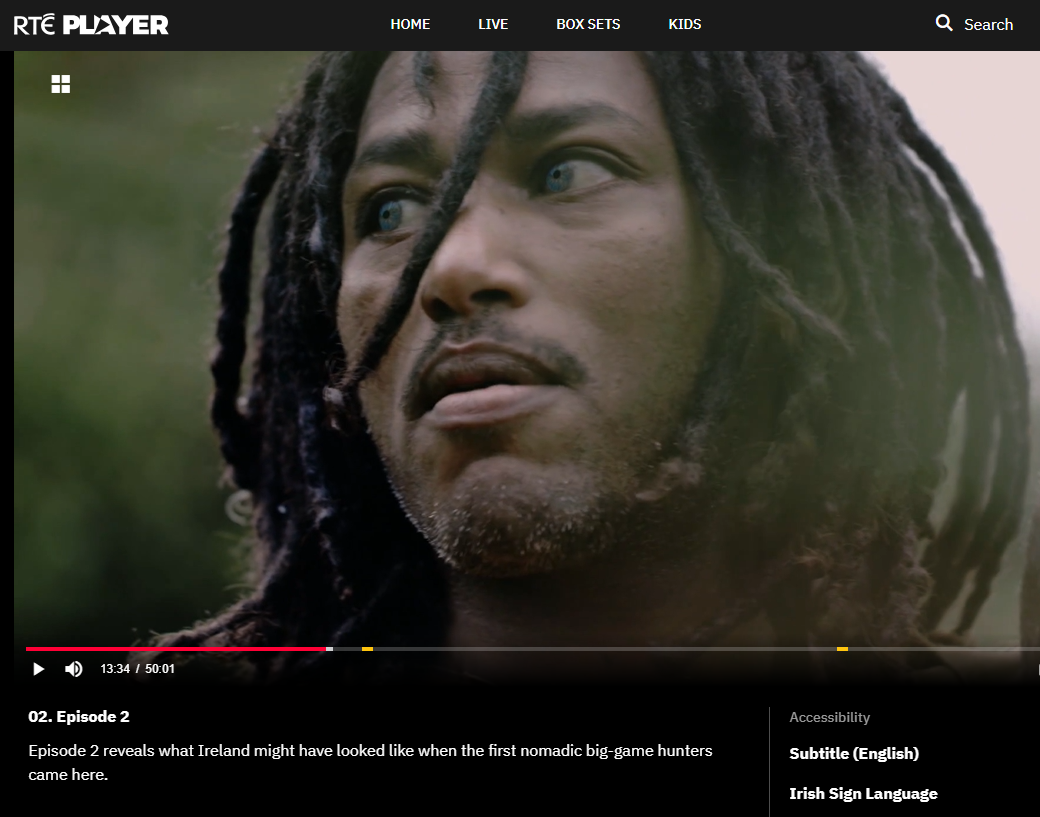 RTÉ PLAYER
HOME
LIVE
BOX SETS
KIDS
Search
13:34 / 50:01
02. Episode 2
Episode 2 reveals what Ireland might have looked like when the first nomadic big-game hunters
came here.
Accessibility
Subtitle (English)
Irish Sign Language